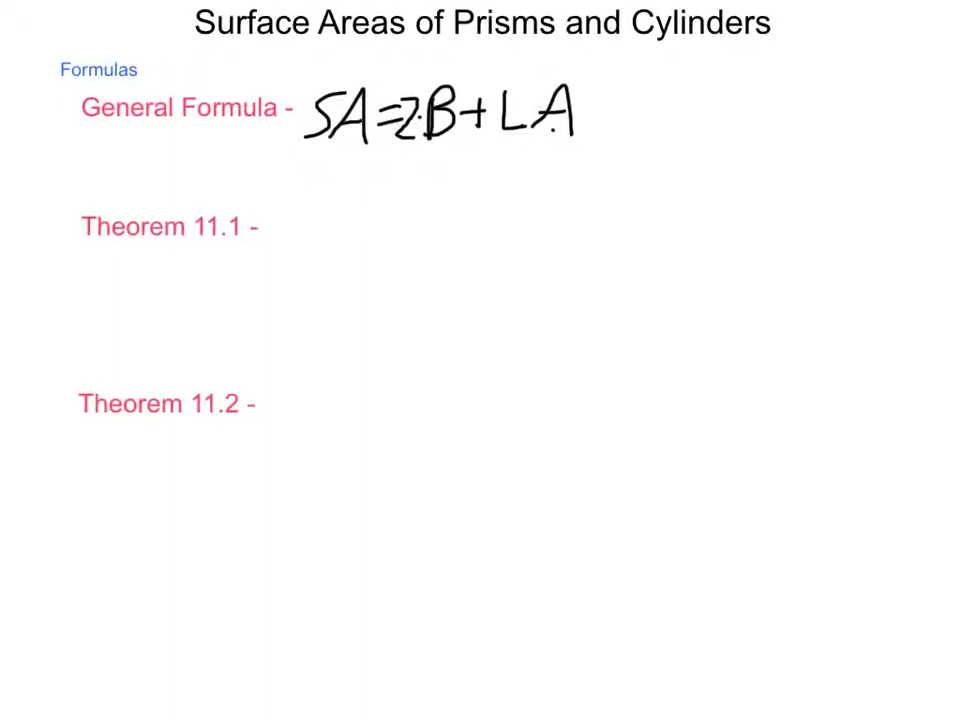 Surface Areas of Prisms and Cylinders
Formulas
General Formula - SA=2·B+LA
Theorem 11.1 -
Theorem 11.2 -